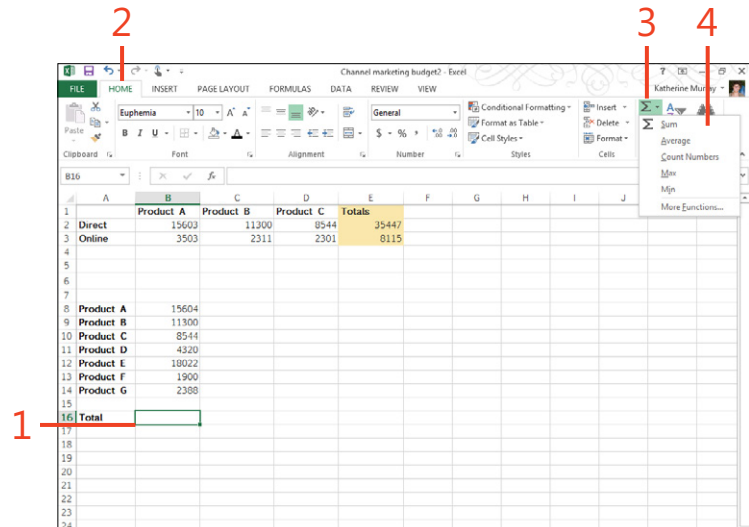 2 3 4
Channel marketing budget2 - Excel ?
FILE HOME INSERT PAGE LAYOUT FORMULAS DATA REVIEW VIEW Katherine Murray
Paste Euphemia 10 A A General Conditional Formatting Insert Σ
B I U A $ % , Format as Table Delete
Cell Styles Format
Clipboard Font Alignment Number Styles Cells
Σ Sum
Average
Count Numbers
Max
Min
More Functions...
B16 fx
A B C D E F G H I J
1 Product A Product B Product C Totals
2 Direct 15603 11300 8544 35447
3 Online 3503 2311 2301 8115
4
5
6
7
8 Product A 15604
9 Product B 11300
10 Product C 8544
11 Product D 4320
12 Product E 18022
13 Product F 1900
14 Product G 2388
15
16 Total
1
17
18
19
20
21
22
23
24